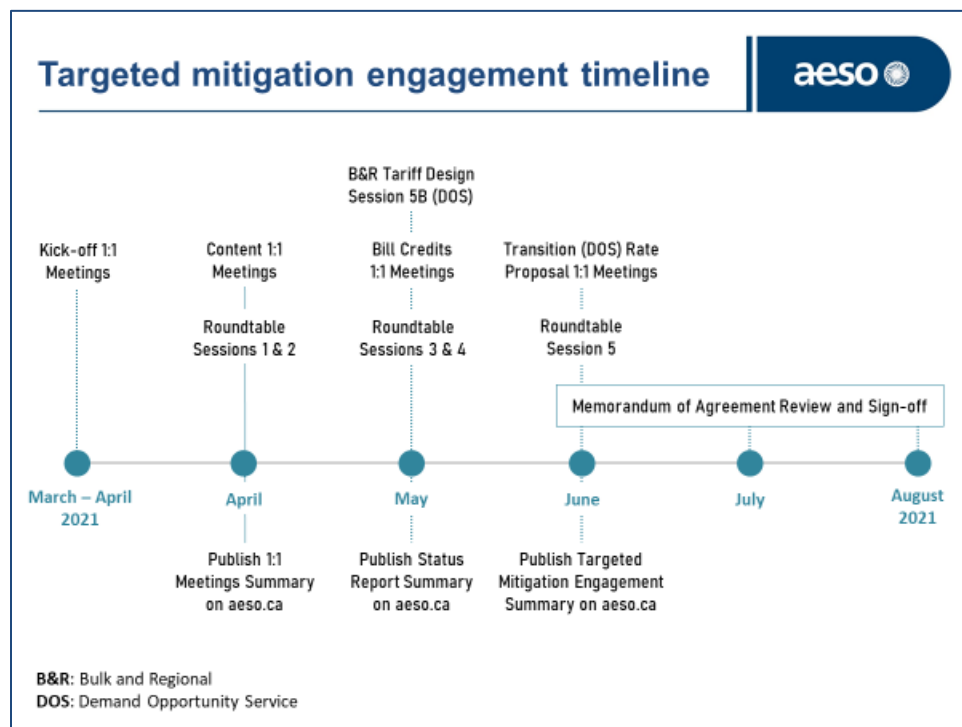 Targeted mitigation engagement timeline
aeso
B&R Tariff Design
Session 5B (DOS)
Kick-off 1:1
Meetings
Content 1:1
Meetings
Bill Credits
1:1 Meetings
Transition (DOS) Rate
Proposal 1:1 Meetings
Roundtable
Sessions 1 & 2
Roundtable
Sessions 3 & 4
Roundtable
Session 5
Memorandum of Agreement Review and Sign-off
March – April
2021
April
May
June
July
August
2021
Publish 1:1
Meetings Summary
on aeso.ca
Publish Status
Report Summary
on aeso.ca
Publish Targeted
Mitigation Engagement
Summary on aeso.ca
B&R: Bulk and Regional
DOS: Demand Opportunity Service